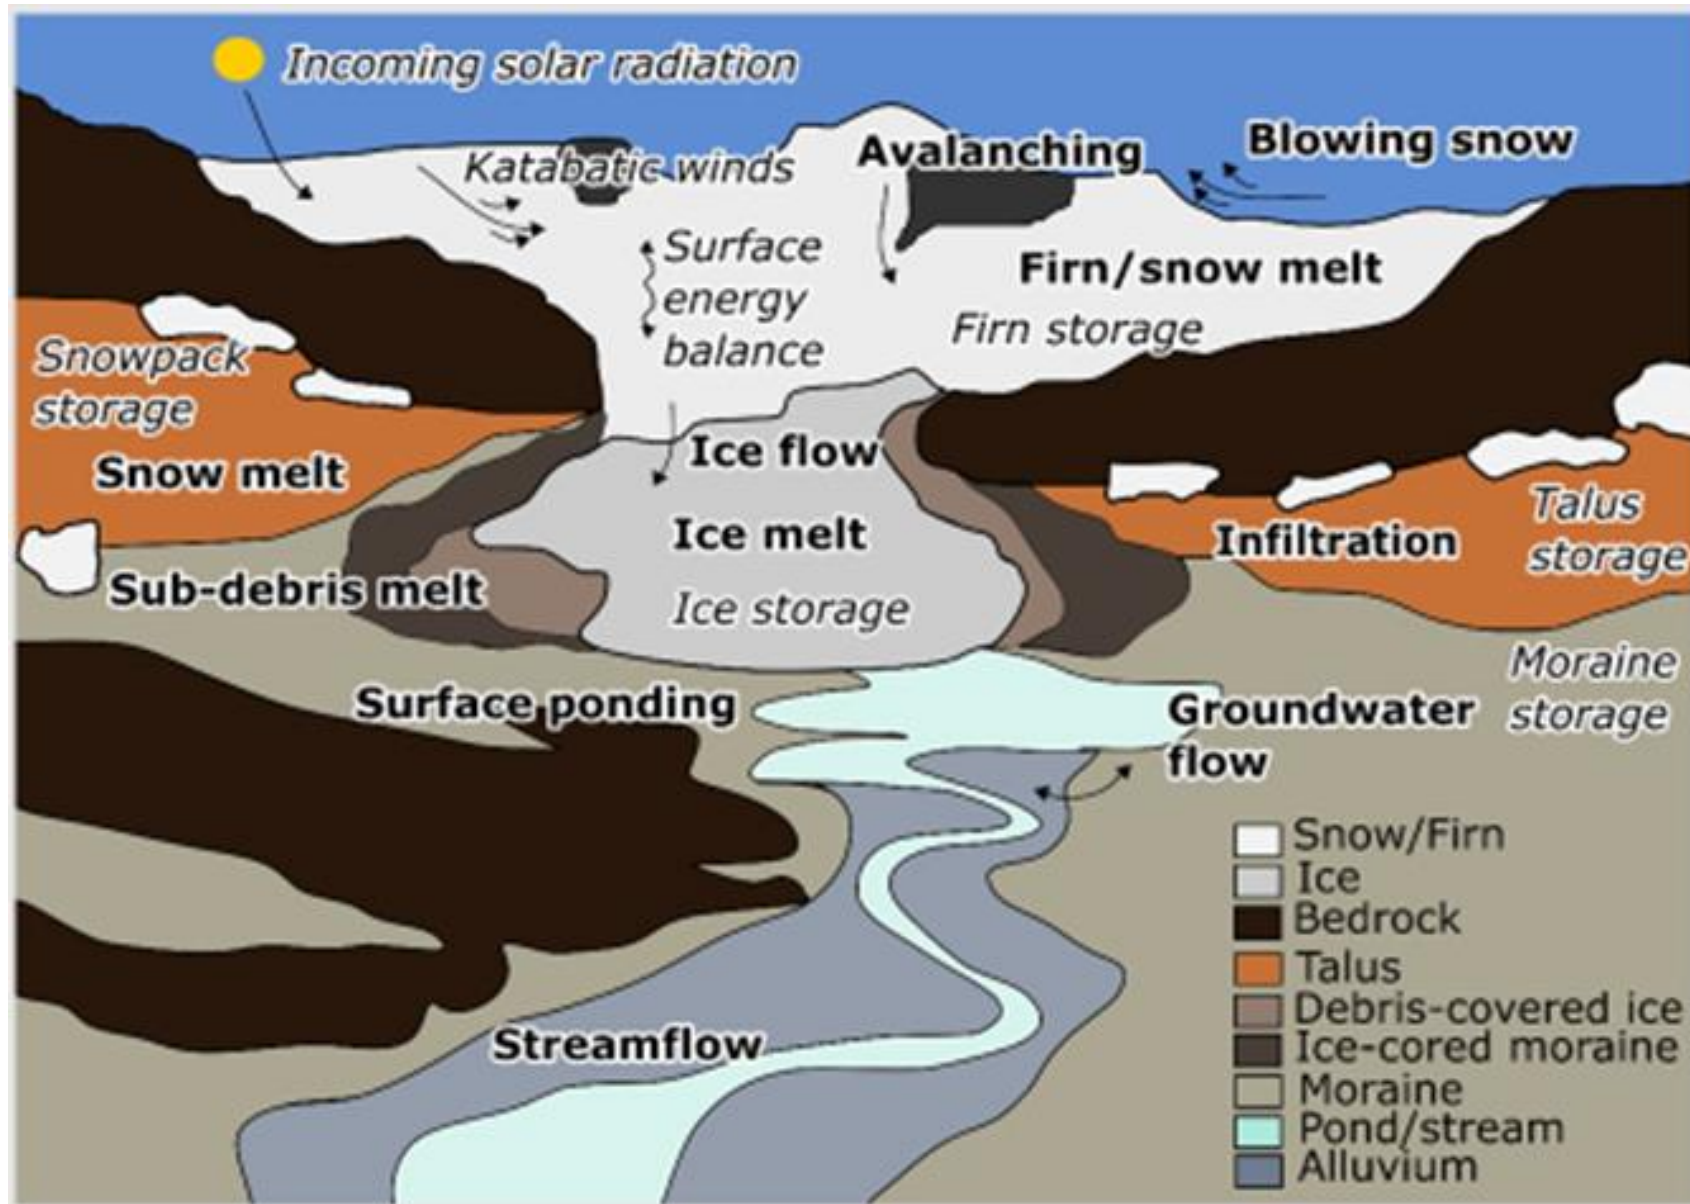 Incoming solar radiation
Katabatic winds
Avalanching
Blowing snow
Surface
energy
balance
Firn/snow melt
Firn storage
Snowpack
storage
Snow melt
Ice flow
Ice melt
Ice storage
Infiltration
Talus
storage
Sub-debris melt
Surface ponding
Groundwater
flow
Moraine
storage
Streamflow
Snow/Firn
Ice
Bedrock
Talus
Debris-covered ice
Ice-cored moraine
Moraine
Pond/stream
Alluvium